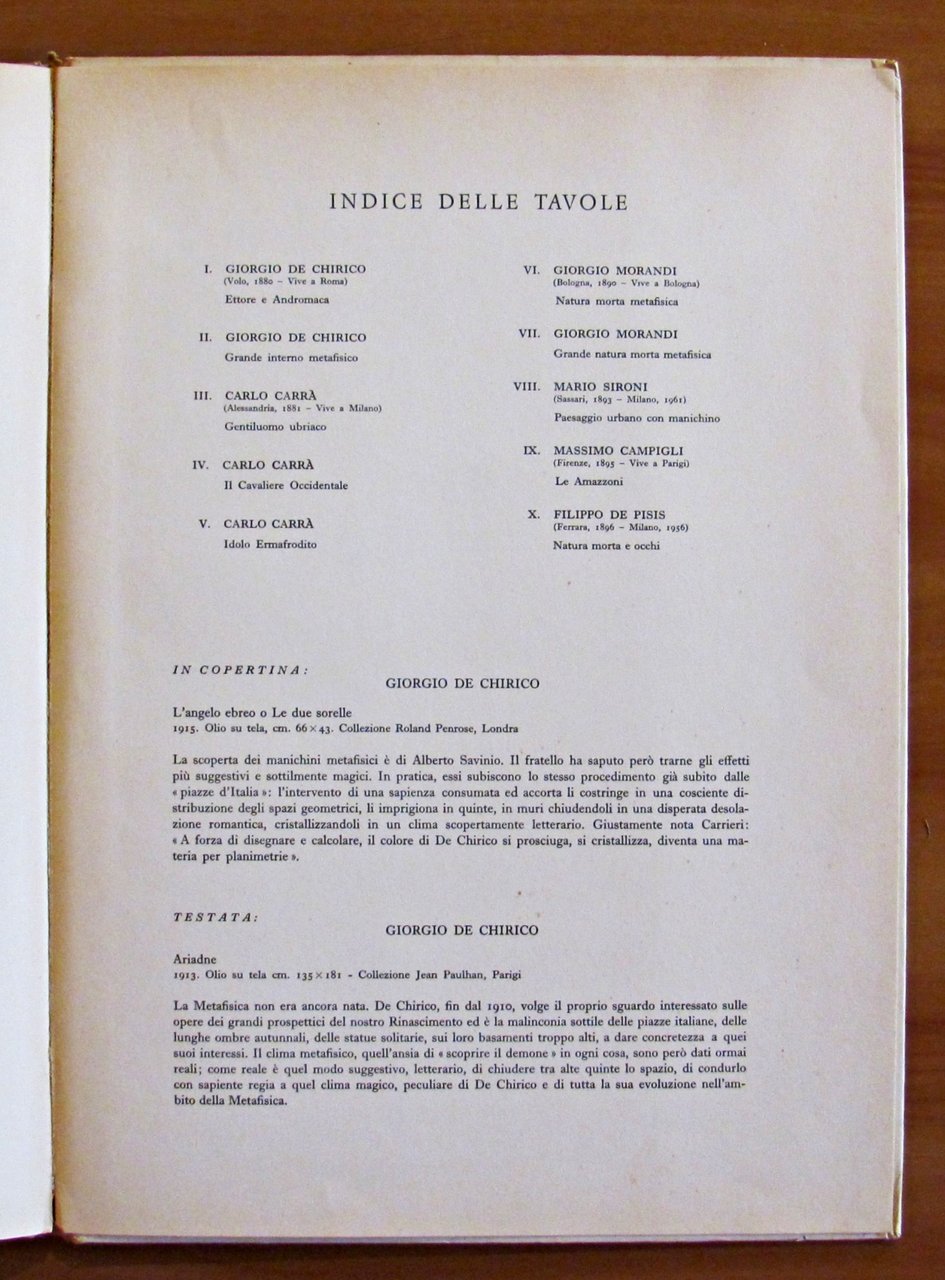 INDICE DELLE TAVOLE
I. GIORGIO DE CHIRICO
(Volo, 1880 – Vive a Roma)
Ettore e Andromaca
II. GIORGIO DE CHIRICO
Grande interno metafisico
III. CARLO CARRÀ
(Alessandria, 1881 – Vive a Milano)
Gentiluomo ubriaco
IV. CARLO CARRÀ
Il Cavaliere Occidentale
V. CARLO CARRÀ
Idolo Ermafrodito
VI. GIORGIO MORANDI
(Bologna, 1890 – Vive a Bologna)
Natura morta metafisica
VII. GIORGIO MORANDI
Grande natura morta metafisica
VIII. MARIO SIRONI
(Sassari, 1893 – Milano, 1961)
Paesaggio urbano con manichino
IX. MASSIMO CAMPIGLI
(Firenze, 1895 – Vive a Parigi)
Le Amazzoni
X. FILIPPO DE PISIS
(Ferrara, 1896 – Milano, 1956)
Natura morta e occhi
IN COPERTINA:
GIORGIO DE CHIRICO
L'angelo ebreo o Le due sorelle
1915. Olio su tela, cm. 66×43. Collezione Roland Penrose, Londra
La scoperta dei manichini metafisici è di Alberto Savinio. Il fratello ha saputo però trarne gli effetti
più suggestivi e sottilmente magici. In pratica, essi subiscono lo stesso procedimento già subito dalle
« piazze d'Italia »: l'intervento di una sapienza consumata ed accorta li costringe in una cosciente di-
stribuzione degli spazi geometrici, li imprigiona in quinte, in muri chiudendoli in una disperata desola-
zione romantica, cristallizzandoli in un clima scopertamente letterario. Giustamente nota Carrieri:
« A forza di disegnare e calcolare, il colore di De Chirico si prosciuga, si cristallizza, diventa una ma-
teria per planimetrie ».
TESTATA:
GIORGIO DE CHIRICO
Ariadne
1913. Olio su tela cm. 135×181 - Collezione Jean Paulhan, Parigi
La Metafisica non era ancora nata. De Chirico, fin dal 1910, volge il proprio sguardo interessato sulle
opere dei grandi prospettici del nostro Rinascimento ed è la malinconia sottile delle piazze italiane, delle
lunghe ombre autunnali, delle statue solitarie, sui loro basamenti troppo alti, a dare concretezza a quei
suoi interessi. Il clima metafisico, quell'ansia di « scoprire il demone » in ogni cosa, sono però dati ormai
reali; come reale è quel modo suggestivo, letterario, di chiudere tra alte quinte lo spazio, di condurlo
con sapiente regia a quel clima magico, peculiare di De Chirico e di tutta la sua evoluzione nell'am-
bito della Metafisica.